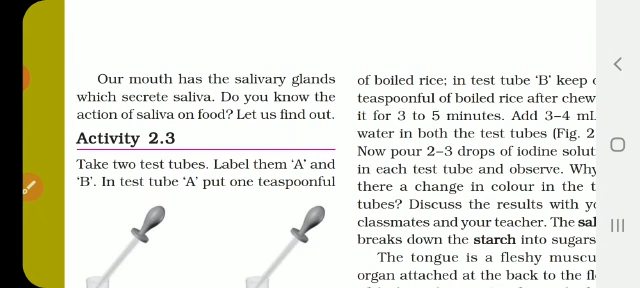 Our mouth has the salivary glands
which secrete saliva. Do you know the
action of saliva on food? Let us find out.
Activity 2.3
Take two test tubes. Label them ‘A’ and
‘B’. In test tube ‘A’ put one teaspoonful
of boiled rice; in test tube ‘B’ keep
teaspoonful of boiled rice after
it for 3 to 5 minutes. Add 3–4 mL
water in both the test tubes (Fig. 2
Now pour 2–3 drops of iodine
in each test tube and observe. Why
there a change in colour in the
tubes? Discuss the results with
classmates and your teacher. The
breaks down the starch into sugars
The tongue is a fleshy
organ attached at the back to the